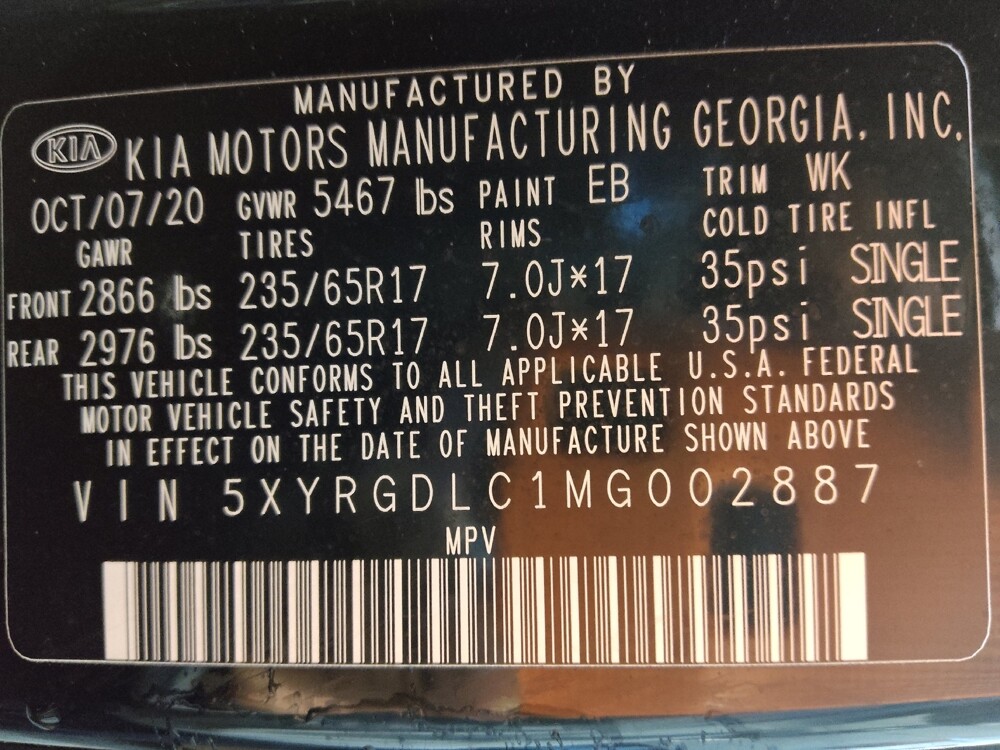 MANUFACTURED BY
KIA KIA MOTORS MANUFACTURING GEORGIA, INC.
OCT/07/20 GVWR 5467 lbs PAINT EB TRIM WK
GAWR TIRES RIMS COLD TIRE INFL
FRONT 2866 lbs 235/65R17 7.0J*17 35psi SINGLE
REAR 2976 lbs 235/65R17 7.0J*17 35psi SINGLE
THIS VEHICLE CONFORMS TO ALL APPLICABLE U.S.A. FEDERAL
MOTOR VEHICLE SAFETY AND THEFT PREVENTION STANDARDS
IN EFFECT ON THE DATE OF MANUFACTURE SHOWN ABOVE
VIN 5XYRGDLC1MG002887
MPV